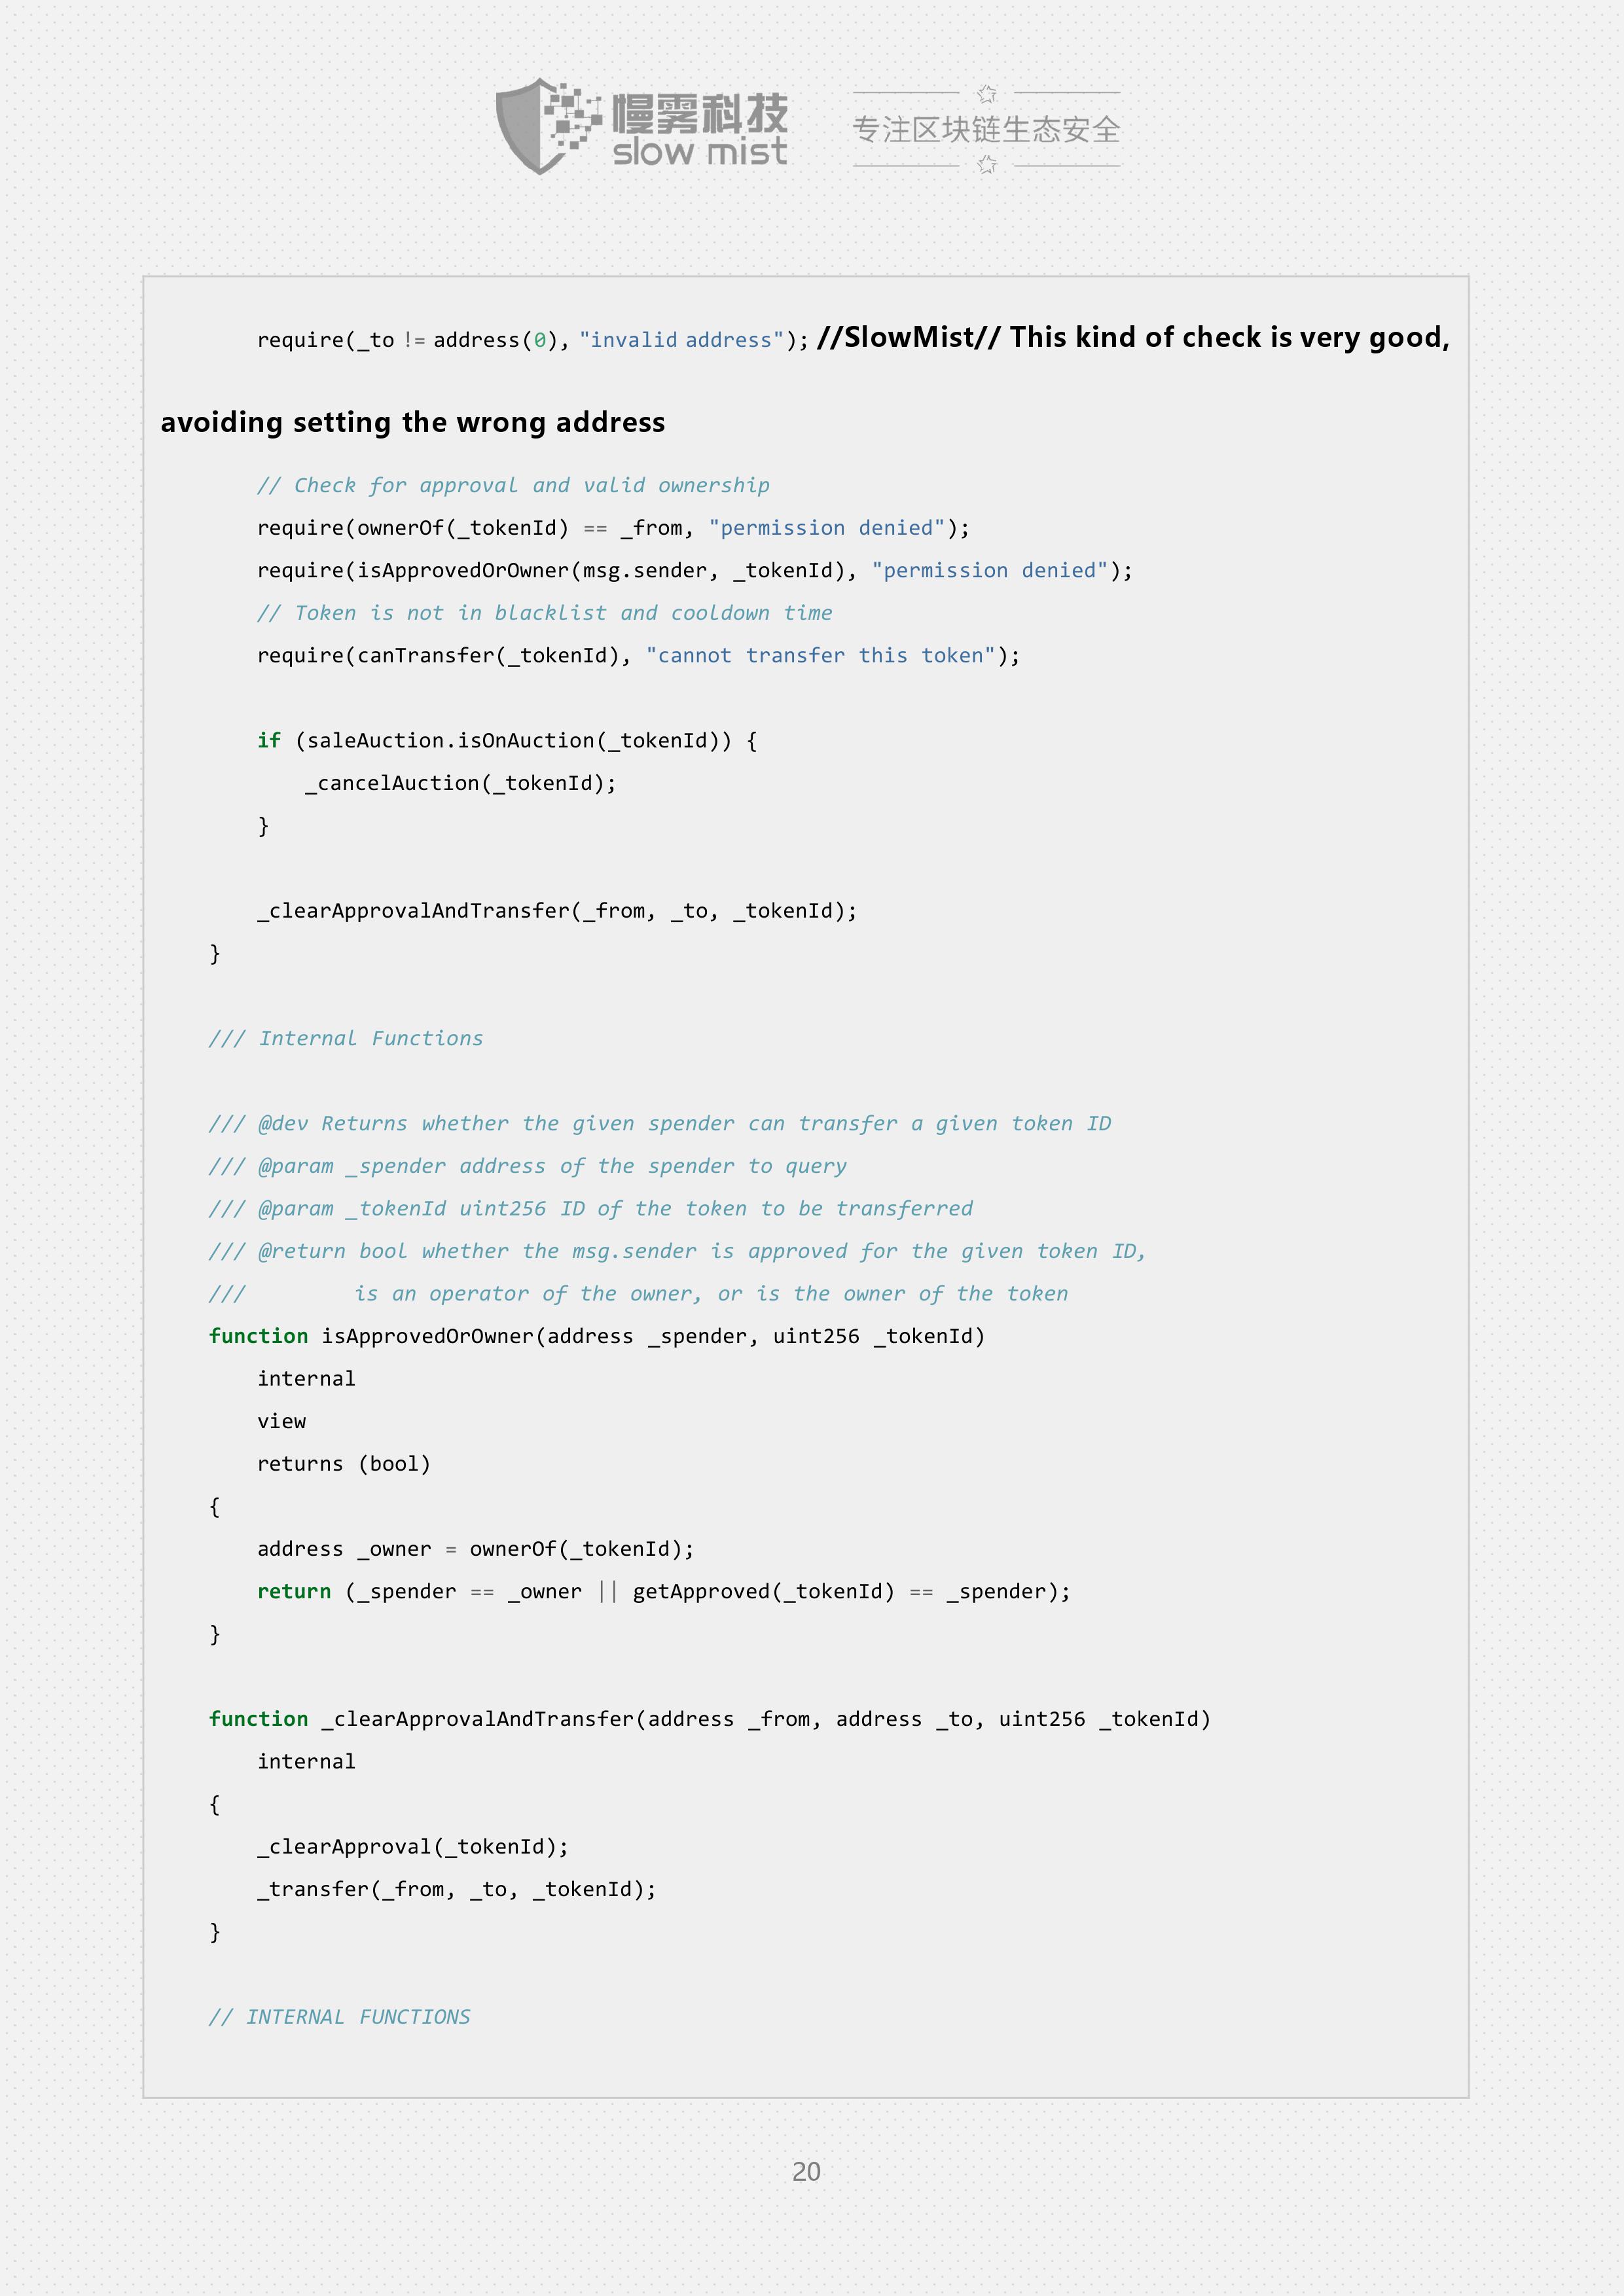 慢雾科技
slow mist
专注区块链生态安全
require(_to != address(0), "invalid address"); //SlowMist// This kind of check is very good,
avoiding setting the wrong address
// Check for approval and valid ownership
require(ownerOf(_tokenId) == _from, "permission denied");
require(isApprovedOrOwner(msg.sender, _tokenId), "permission denied");
// Token is not in blacklist and cooldown time
require(canTransfer(_tokenId), "cannot transfer this token");
if (saleAuction.isOnAuction(_tokenId)) {
_cancelAuction(_tokenId);
}
_clearApprovalAndTransfer(_from, _to, _tokenId);
}
/// Internal Functions
/// @dev Returns whether the given spender can transfer a given token ID
/// @param _spender address of the spender to query
/// @param _tokenId uint256 ID of the token to be transferred
/// @return bool whether the msg.sender is approved for the given token ID,
/// is an operator of the owner, or is the owner of the token
function isApprovedOrOwner(address _spender, uint256 _tokenId)
internal
view
returns (bool)
{
address _owner = ownerOf(_tokenId);
return (_spender == _owner || getApproved(_tokenId) == _spender);
}
function _clearApprovalAndTransfer(address _from, address _to, uint256 _tokenId)
internal
{
_clearApproval(_tokenId);
_transfer(_from, _to, _tokenId);
}
// INTERNAL FUNCTIONS
20